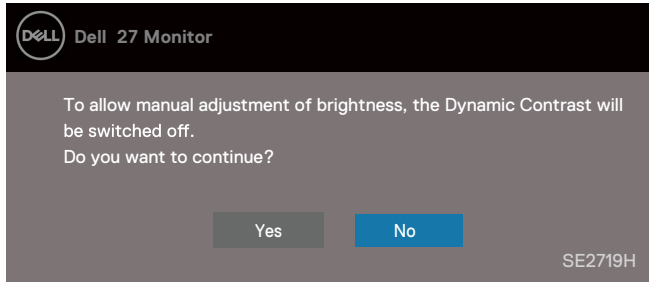 DELL
Dell 27 Monitor
To allow manual adjustment of brightness, the Dynamic Contrast will
be switched off.
Do you want to continue?
Yes
No
SE2719H